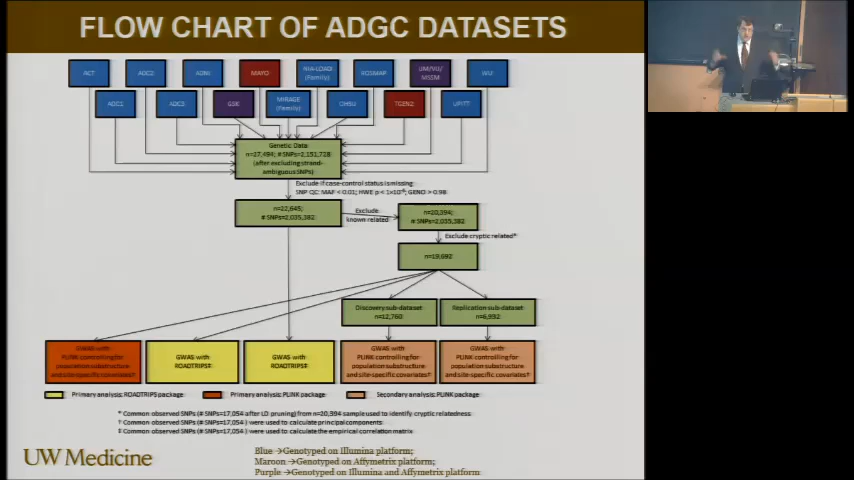 FLOW CHART OF ADGC DATASETS
ACT
ADC2
ADNI
MAYO
NIA-LOAD
(Family)
ROSMAP
UM/VU/
MSSM
WU
ADC1
ADC3
GSK
MIRAGE
(Family)
OHSU
TGEN2
UPITT
Genetic Data:
n=27,494; # SNPs=2,151,728
(after excluding strand-
ambiguous SNPs)
Exclude if case-control status is missing
SNP QC: MAF < 0.01; HWE p < 1x10⁻⁶; GENO > 0.98
n=22,645;
# SNPs=2,035,382
Exclude
known related
n=20,394;
# SNPs=2,035,382
Exclude cryptic related*
n=19,692
Discovery sub-dataset
n=12,760
Replication sub-dataset
n=6,932
GWAS with
PLINK controlling for
population substructure
and site-specific covariates†
GWAS with
ROADTRIPS‡
GWAS with
ROADTRIPS‡
GWAS with
PLINK controlling for
population substructure
and site-specific covariates†
GWAS with
PLINK controlling for
population substructure
and site-specific covariates†
Primary analysis: ROADTRIPS package
Primary analysis: PLINK package
Secondary analysis: PLINK package
* Common observed SNPs (# SNPs=17,054 after LD pruning) from n=20,394 sample used to identify cryptic relatedness
† Common observed SNPs (# SNPs=17,054 ) were used to calculate principal components
‡ Common observed SNPs (# SNPs=17,054 ) were used to calculate the empirical correlation matrix
UW Medicine
Blue →Genotyped on Illumina platform;
Maroon →Genotyped on Affymetrix platform;
Purple →Genotyped on Illumina and Affymetrix platform